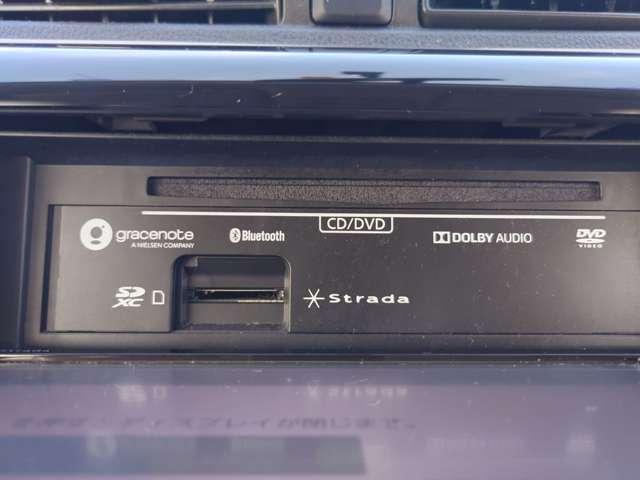 CD/DVD
gracenote
A NIELSEN COMPANY
Bluetooth
DOLBY AUDIO
DVD
VIDEO
SD
XC
Strada